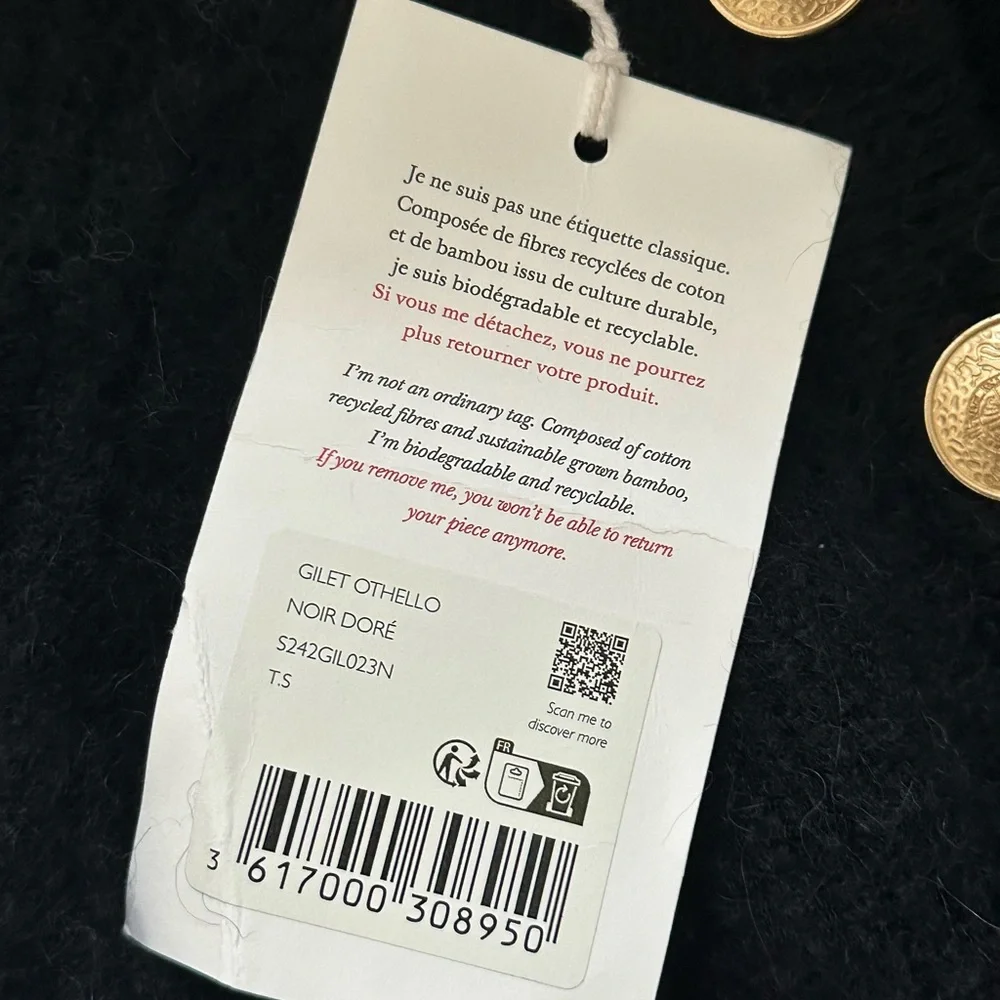 Je ne suis pas une étiquette classique.
Composée de fibres recyclées de coton
et de bambou issu de culture durable,
je suis biodégradable et recyclable.
Si vous me détachez, vous ne pourrez
plus retourner votre produit.
I'm not an ordinary tag. Composed of cotton
recycled fibres and sustainable grown bamboo,
I'm biodegradable and recyclable.
If you remove me, you won't be able to return
your piece anymore.
GILET OTHELLO
NOIR DORÉ
S242GIL023N
T.S
Scan me to
discover more
FR
3 617000 308950